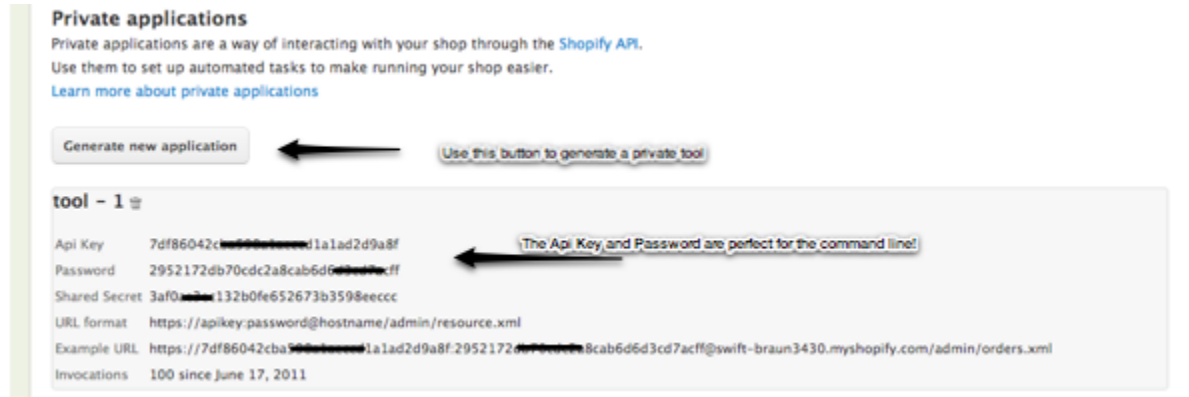 Private applications
Private applications are a way of interacting with your shop through the Shopify API.
Use them to set up automated tasks to make running your shop easier.
Learn more about private applications
Generate new application
Use this button to generate a private tool
tool - 1
Api Key 7df86042c d1a1ad2d9a8f
The Api Key and Password are perfect for the command line!
Password 2952172db70cdc2a8cab6d6 cff
Shared Secret 3af0 132b0fe652673b3598eeccc
URL format https://apikey:password@hostname/admin/resource.xml
Example URL https://7df86042cba 1a1ad2d9a8f:2952172 8cab6d6d3cd7acff@swift-braun3430.myshopify.com/admin/orders.xml
Invocations 100 since June 17, 2011